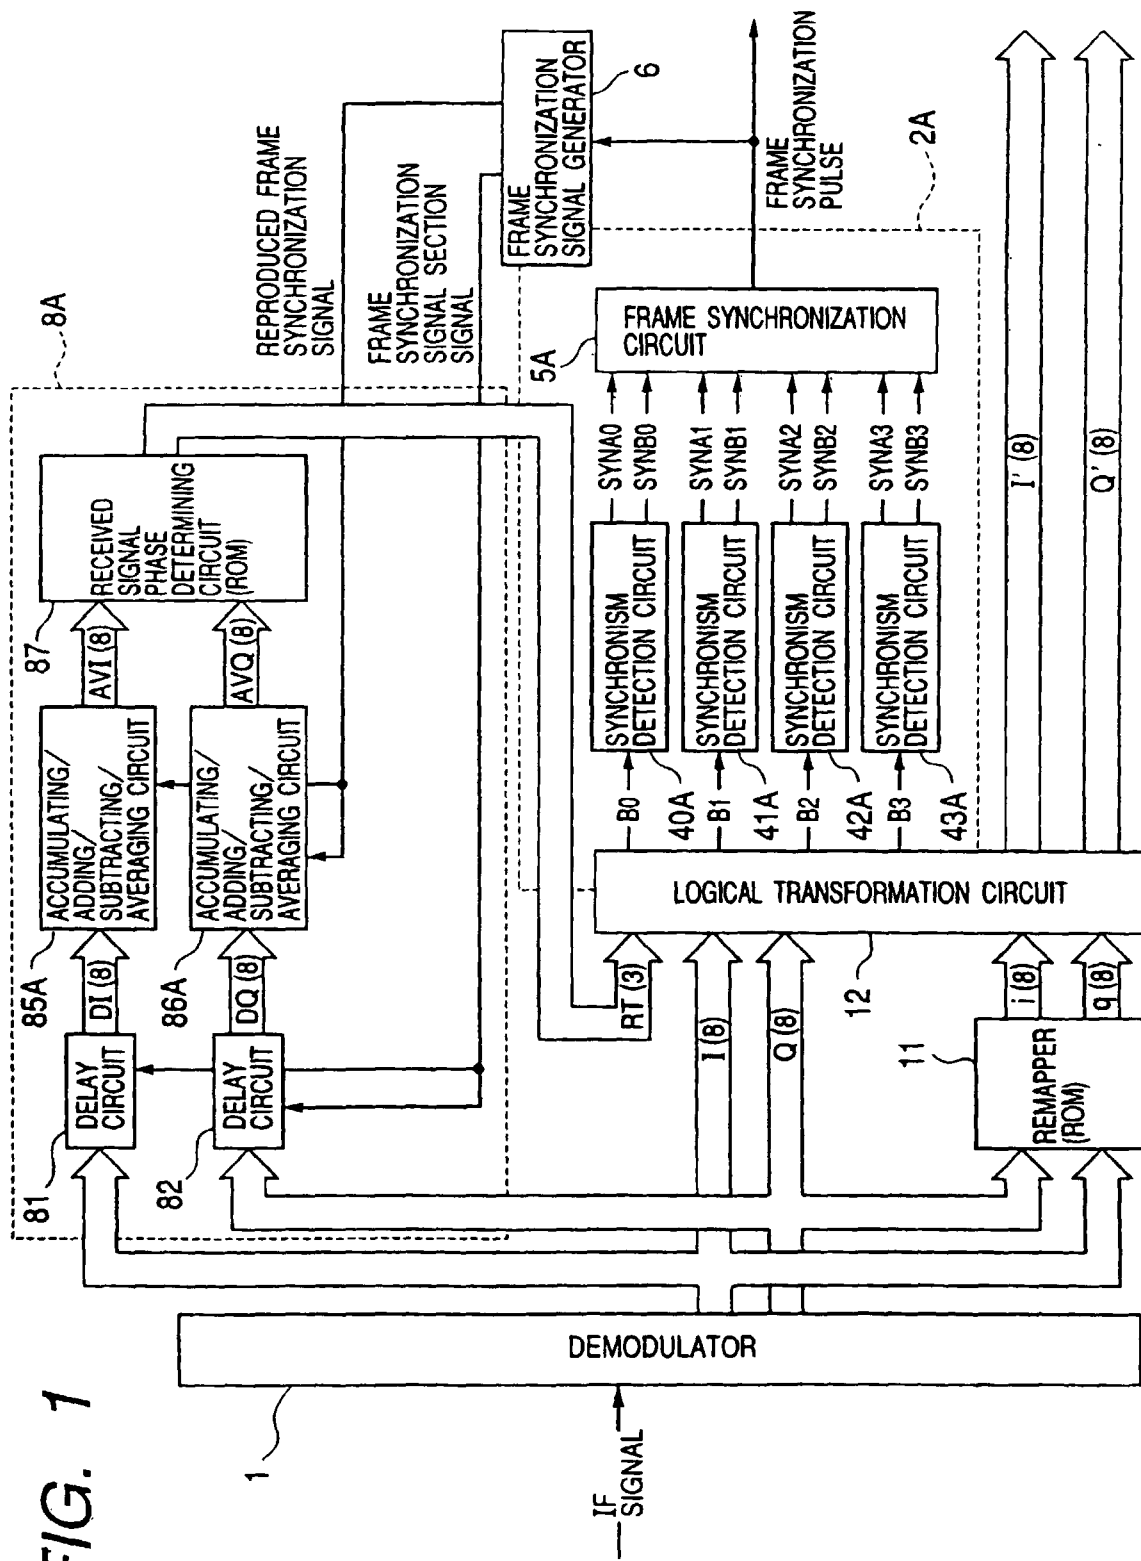 FIG. 1
IF
SIGNAL
1
DEMODULATOR
81
DELAY
CIRCUIT
82
DELAY
CIRCUIT
DI (8)
DQ (8)
85A
ACCUMULATING/
ADDING/
SUBTRACTING/
AVERAGING CIRCUIT
86A
ACCUMULATING/
ADDING/
SUBTRACTING/
AVERAGING CIRCUIT
AVI (8)
AVQ (8)
87
RECEIVED
SIGNAL
PHASE
DETERMINING
CIRCUIT
(ROM)
8A
REPRODUCED FRAME
SYNCHRONIZATION
SIGNAL
FRAME
SYNCHRONIZATION
SIGNAL SECTION
SIGNAL
FRAME
SYNCHRONIZATION
SIGNAL GENERATOR
6
RT (3)
I (8)
Q (8)
11
REMAPPER
(ROM)
i (8)
q (8)
12
LOGICAL TRANSFORMATION CIRCUIT
B0
40A
SYNCHRONISM
DETECTION CIRCUIT
SYNA0
SYNB0
B1
41A
SYNCHRONISM
DETECTION CIRCUIT
SYNA1
SYNB1
B2
42A
SYNCHRONISM
DETECTION CIRCUIT
SYNA2
SYNB2
B3
43A
SYNCHRONISM
DETECTION CIRCUIT
SYNA3
SYNB3
5A
FRAME SYNCHRONIZATION
CIRCUIT
2A
FRAME
SYNCHRONIZATION
PULSE
I' (8)
Q' (8)